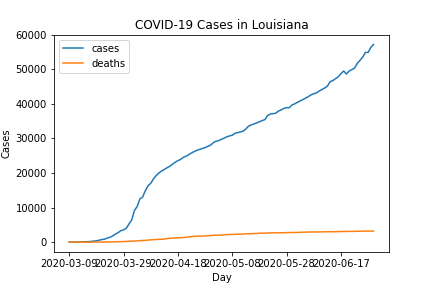 COVID-19 Cases in Louisiana
cases
deaths
60000
50000
40000
30000
20000
10000
0
Cases
2020-03-09 2020-03-29 2020-04-18 2020-05-08 2020-05-28 2020-06-17
Day